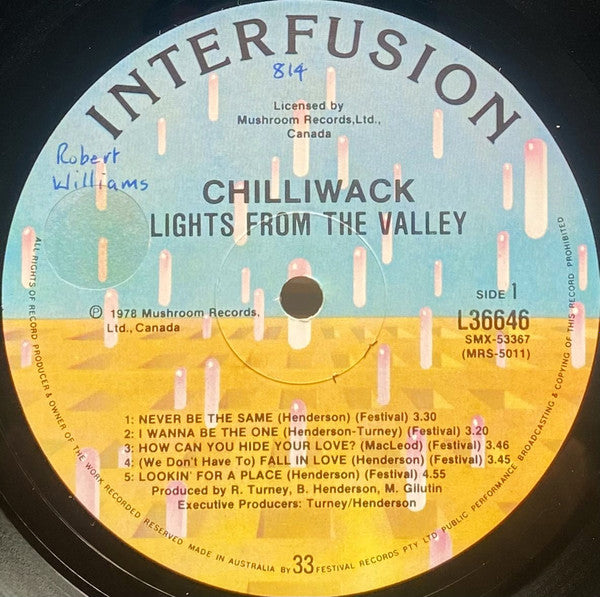 INTERFUSION
814
Licensed by
Mushroom Records,Ltd.,
Canada
Robert
Williams
CHILLIWACK
LIGHTS FROM THE VALLEY
SIDE 1
L36646
SMX-53367
(MRS-5011)
℗ 1978 Mushroom Records,
Ltd., Canada
1: NEVER BE THE SAME (Henderson) (Festival) 3.30
2: I WANNA BE THE ONE (Henderson-Turney) (Festival) 3.20
3: HOW CAN YOU HIDE YOUR LOVE? (MacLeod) (Festival) 3.46
4: (We Don't Have To) FALL IN LOVE (Henderson) (Festival) 3.45
5: LOOKIN' FOR A PLACE (Henderson) (Festival) 4.55
Produced by R. Turney, B. Henderson, M. Gilutin
Executive Producers: Turney/Henderson
33
ALL RIGHTS OF RECORD PRODUCER & OWNER OF THE WORK RECORDED RESERVED MADE IN AUSTRALIA BY FESTIVAL RECORDS PTY LTD PUBLIC PERFORMANCE BROADCASTING & COPYING OF THIS RECORD PROHIBITED